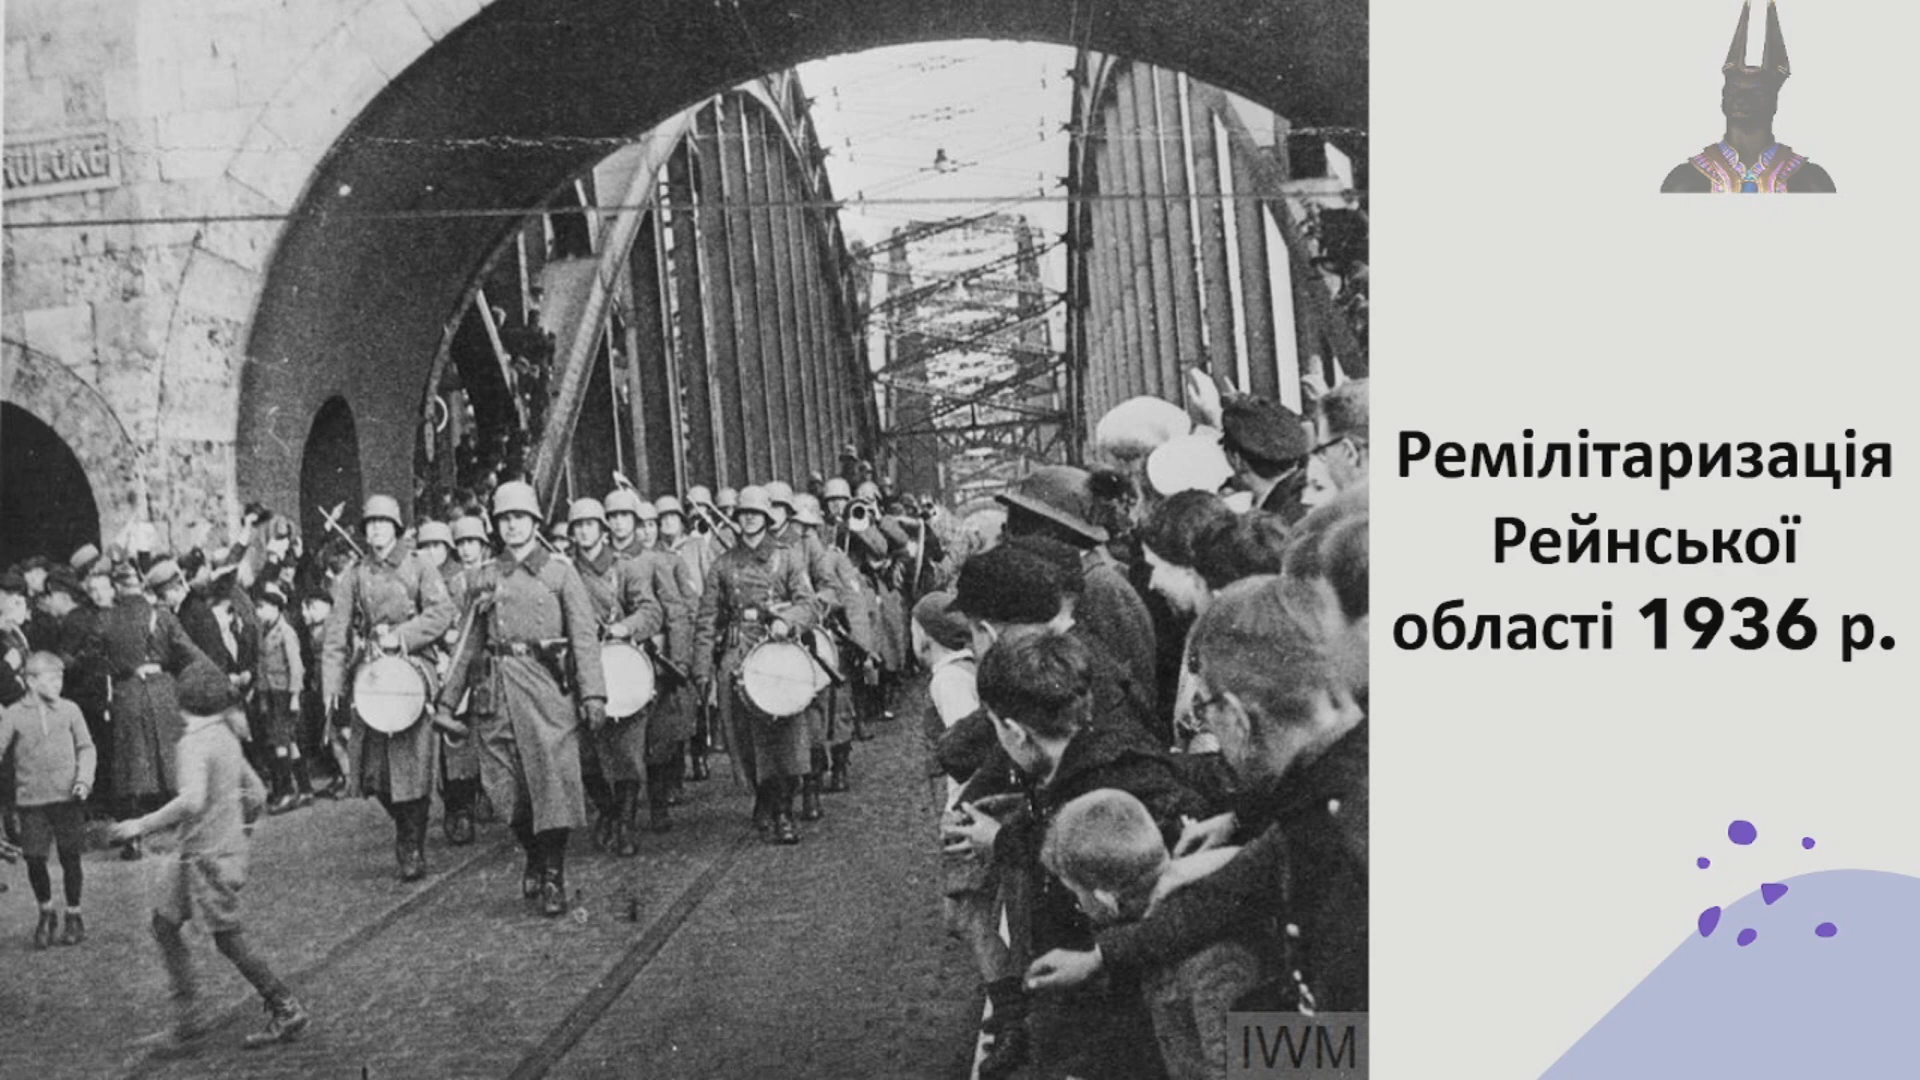 Ремілітаризація
Рейнської
області 1936 р.
IWM